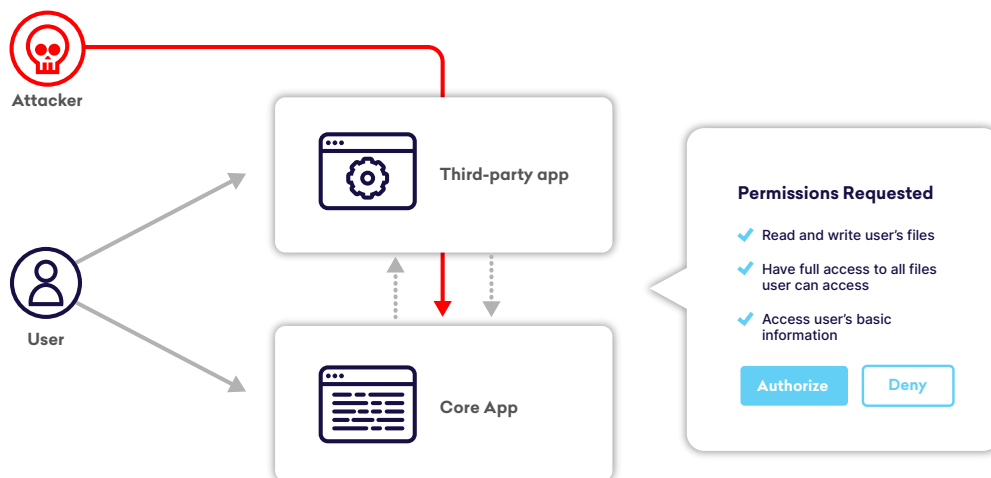 Attacker
Third-party app
Permissions Requested
Read and write user’s files
Have full access to all files
user can access
Access user’s basic
information
User
Authorize
Deny
Core App